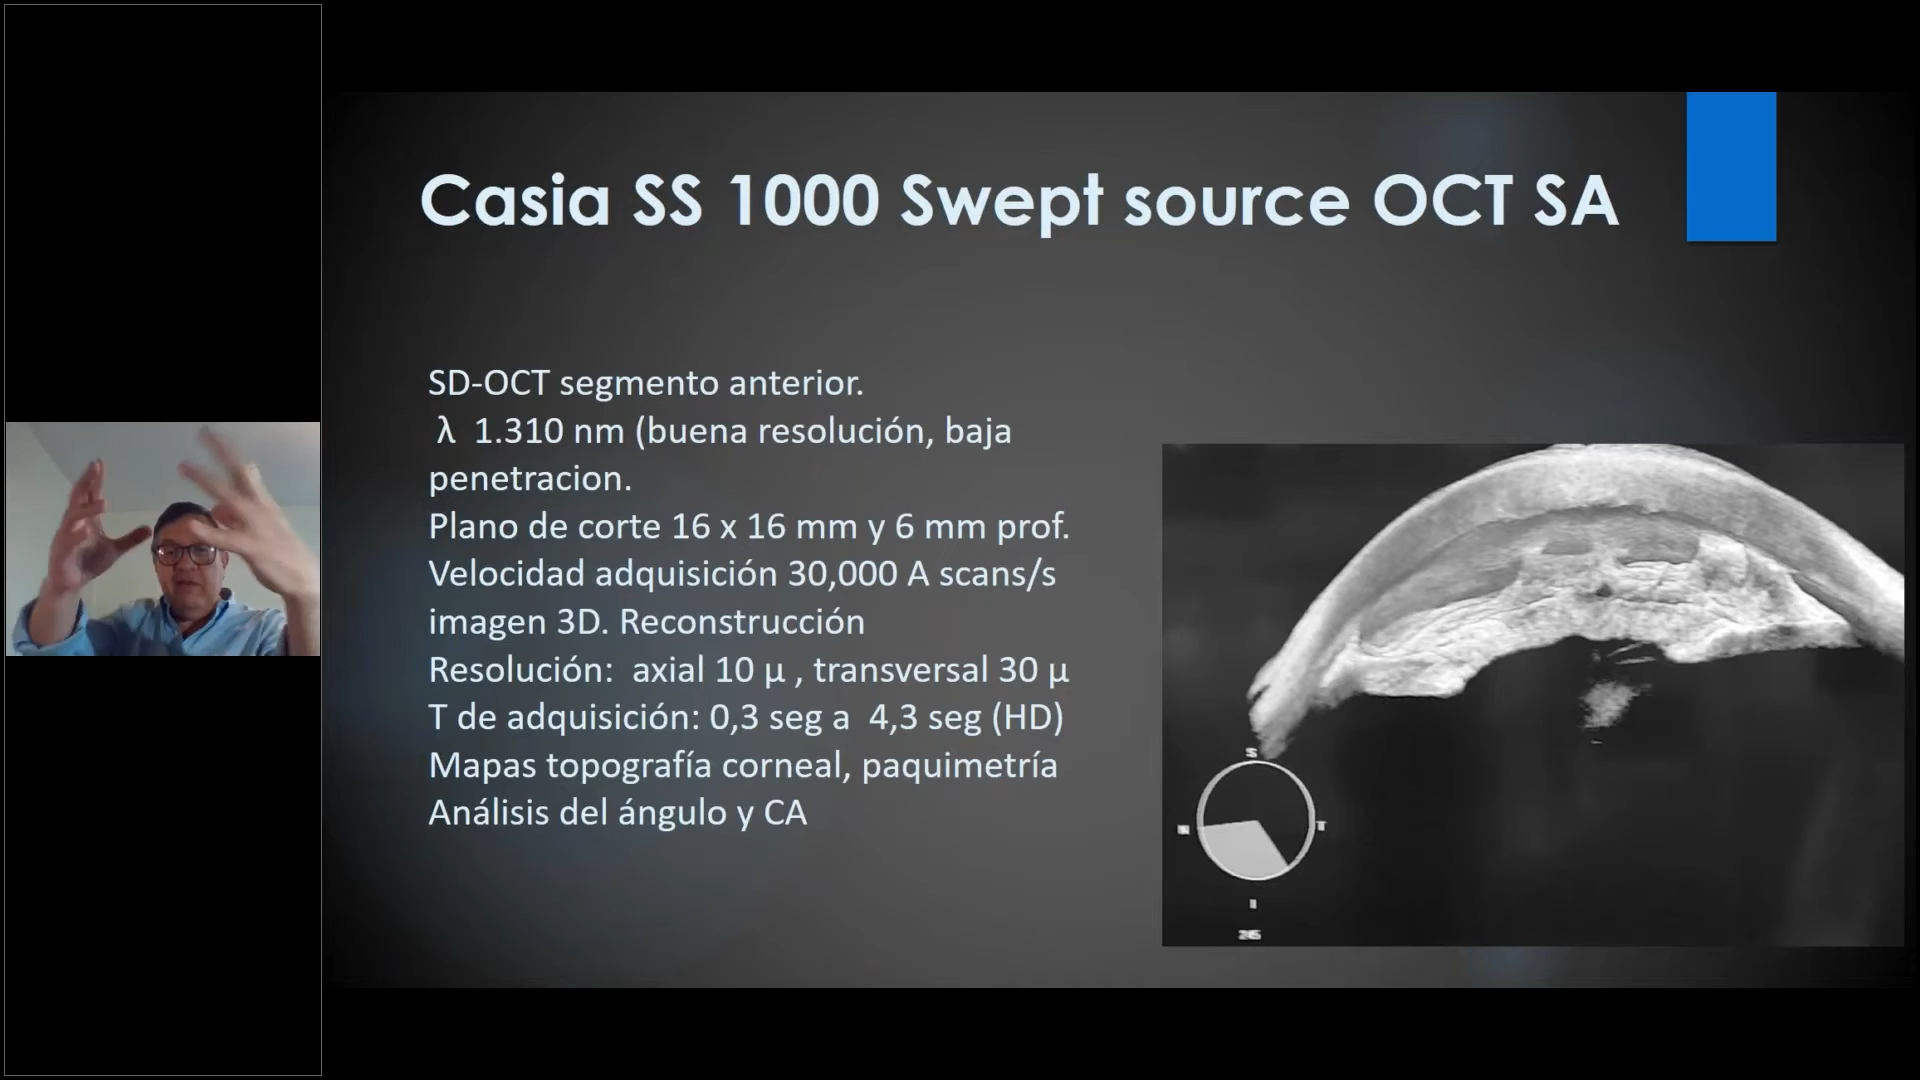 Casia SS 1000 Swept source OCT SA
SD-OCT segmento anterior.
λ 1.310 nm (buena resolución, baja
penetracion.
Plano de corte 16 x 16 mm y 6 mm prof.
Velocidad adquisición 30,000 A scans/s
imagen 3D. Reconstrucción
Resolución: axial 10 µ , transversal 30 µ
T de adquisición: 0,3 seg a 4,3 seg (HD)
Mapas topografía corneal, paquimetría
Análisis del ángulo y CA
S
T
I